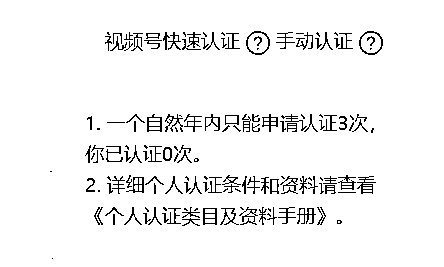 视频号快速认证 ? 手动认证 ?
1. 一个自然年内只能申请认证3次，
你已认证0次。
2. 详细个人认证条件和资料请查看
《个人认证类目及资料手册》。